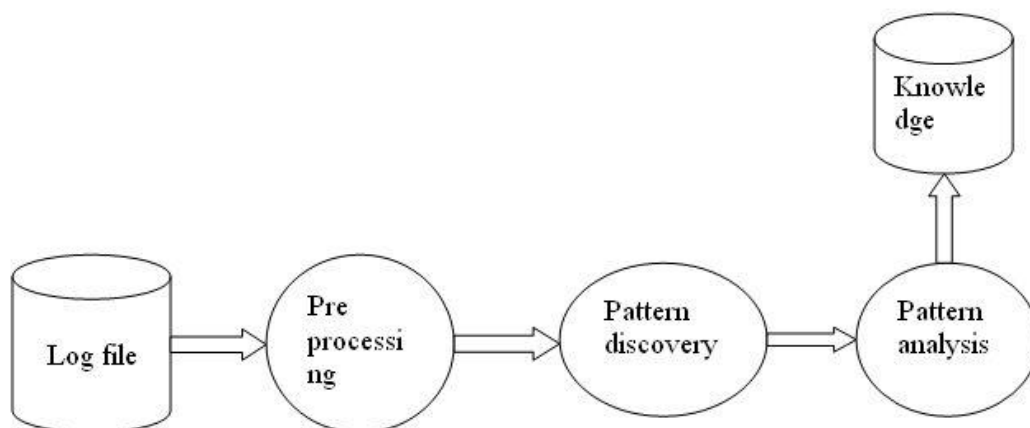 Knowle
dge
Log file
Pre
processi
ng
Pattern
discovery
Pattern
analysis